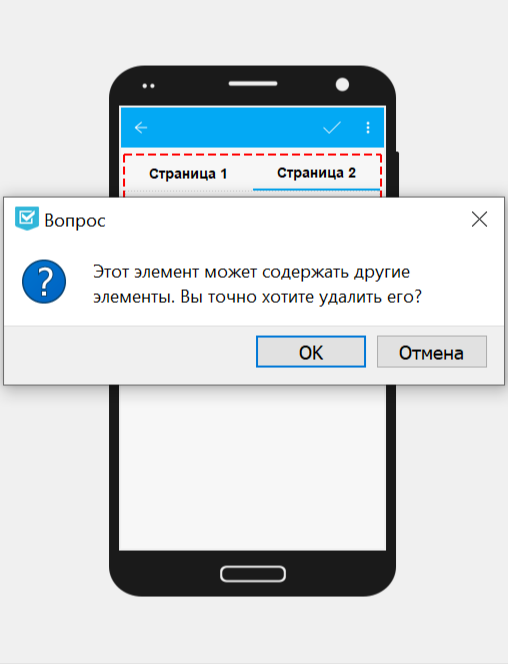 Страница 1 Страница 2
Вопрос
Этот элемент может содержать другие
элементы. Вы точно хотите удалить его?
OK Отмена